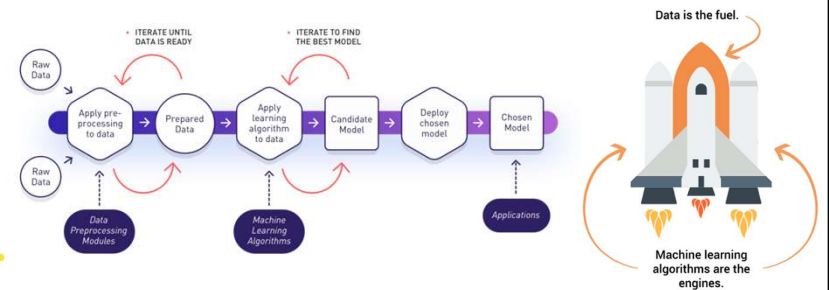 Data is the fuel.
• ITERATE UNTIL
DATA IS READY
• ITERATE TO FIND
THE BEST MODEL
Raw
Data
Apply pre-
processing
to data
Prepared
Data
Apply
learning
algorithm
to data
Candidate
Model
Deploy
chosen
model
Chosen
Model
Raw
Data
Data
Preprocessing
Modules
Machine
Learning
Algorithms
Applications
Machine learning
algorithms are the
engines.